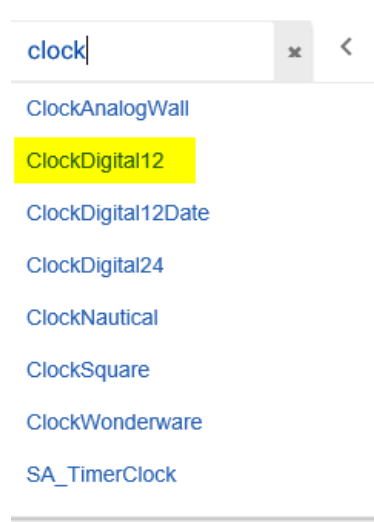 clock
ClockAnalogWall
ClockDigital12
ClockDigital12Date
ClockDigital24
ClockNautical
ClockSquare
ClockWonderware
SA_TimerClock